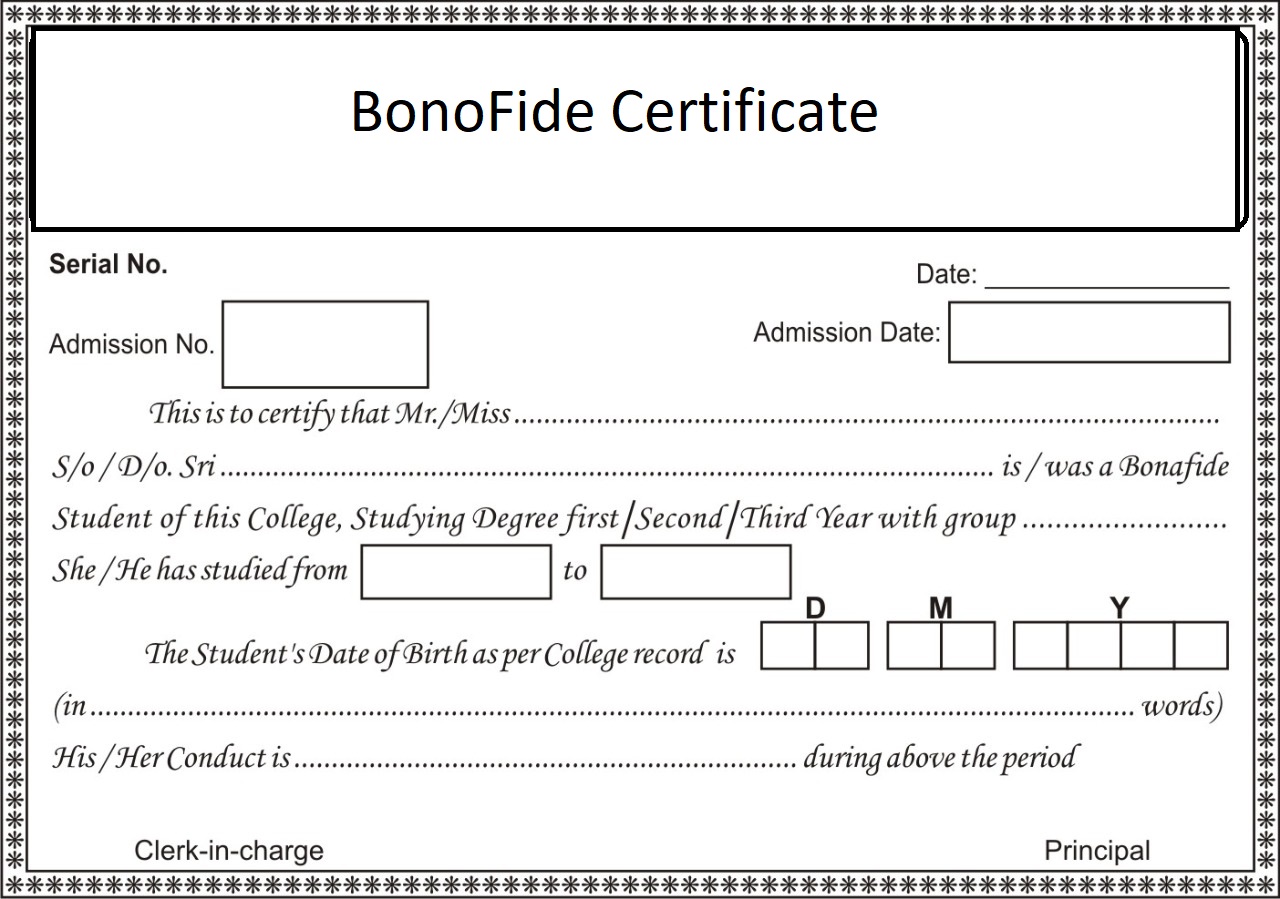 BonoFide Certificate
Serial No.
Date: ____________________
Admission No.
Admission Date:
This is to certify that Mr./Miss..........................................................................................
S/o / D/o. Sri.................................................................................................. is / was a Bonafide
Student of this College, Studying Degree first/Second/Third Year with group ..........................
She / He has studied from to
D M Y
The Student's Date of Birth as per College record is
(in.................................................................................................................................... words)
His / Her Conduct is................................................................ during above the period
Clerk-in-charge
Principal